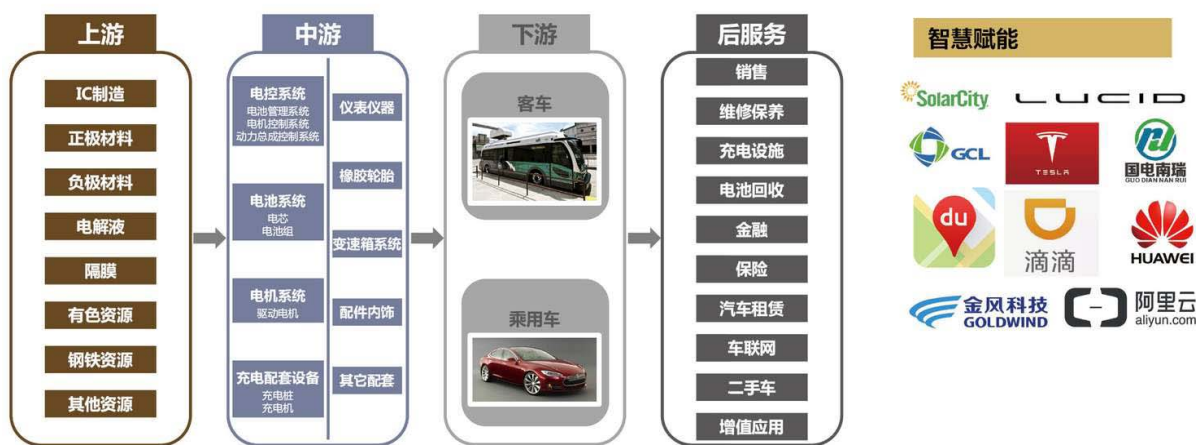 上游
IC制造
正极材料
负极材料
电解液
隔膜
有色资源
钢铁资源
其他资源
中游
电控系统
电池管理系统
电机控制系统
动力总成控制系统
电池系统
电芯
电池组
电机系统
驱动电机
充电配套设备
充电桩
充电机
仪表仪器
橡胶轮胎
变速箱系统
配件内饰
其它配套
下游
客车
乘用车
后服务
销售
维修保养
充电设施
电池回收
金融
保险
汽车租赁
车联网
二手车
增值应用
智慧赋能
SolarCity
LUCID
GCL
TESLA
国电南瑞
GUO DIAN NAN RUI
du
滴滴
HUAWEI
金风科技
GOLDWIND
阿里云
aliyun.com